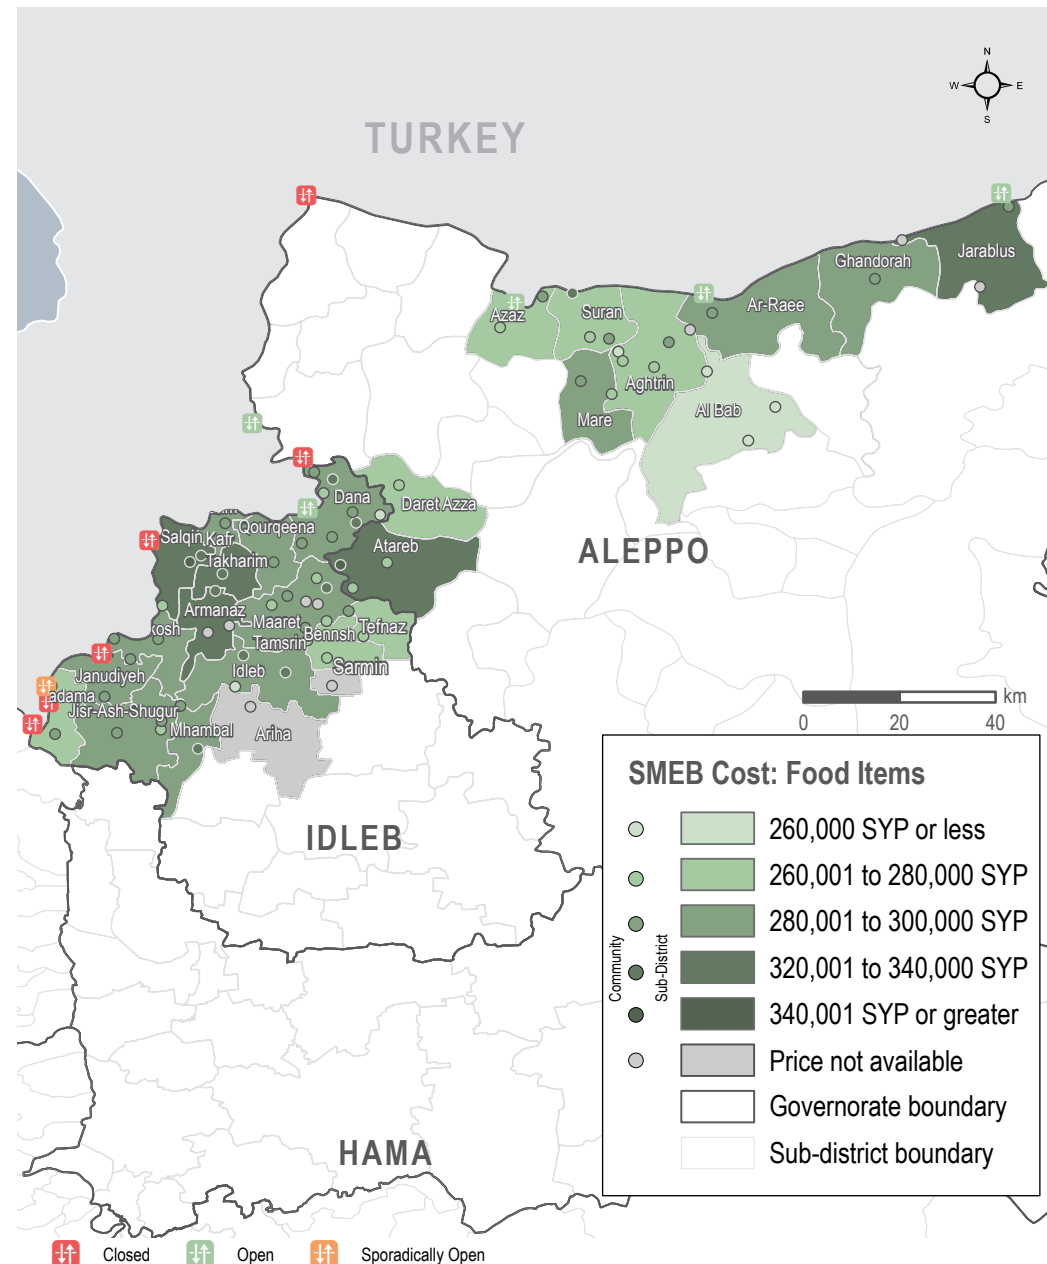 N
W E
S
TURKEY
Jarablus
Ghandorah
Ar-Raee
Azaz
Suran
Aghtrin
Al Bab
Mare
Dana
Daret Azza
Qourqeena
Salqin
Kafr
Takharim
Atareb
ALEPPO
Armanaz
Maaret
Tamsrin
Bennsh
Tefnaz
kosh
Idleb
Sarmin
Janudiyeh
adama
Jisr-Ash-Shugur
Mhambal
Ariha
km
0 20 40
IDLEB
HAMA
SMEB Cost: Food Items
260,000 SYP or less
260,001 to 280,000 SYP
280,001 to 300,000 SYP
320,001 to 340,000 SYP
340,001 SYP or greater
Price not available
Governorate boundary
Sub-district boundary
Community
Sub-District
Closed
Open
Sporadically Open